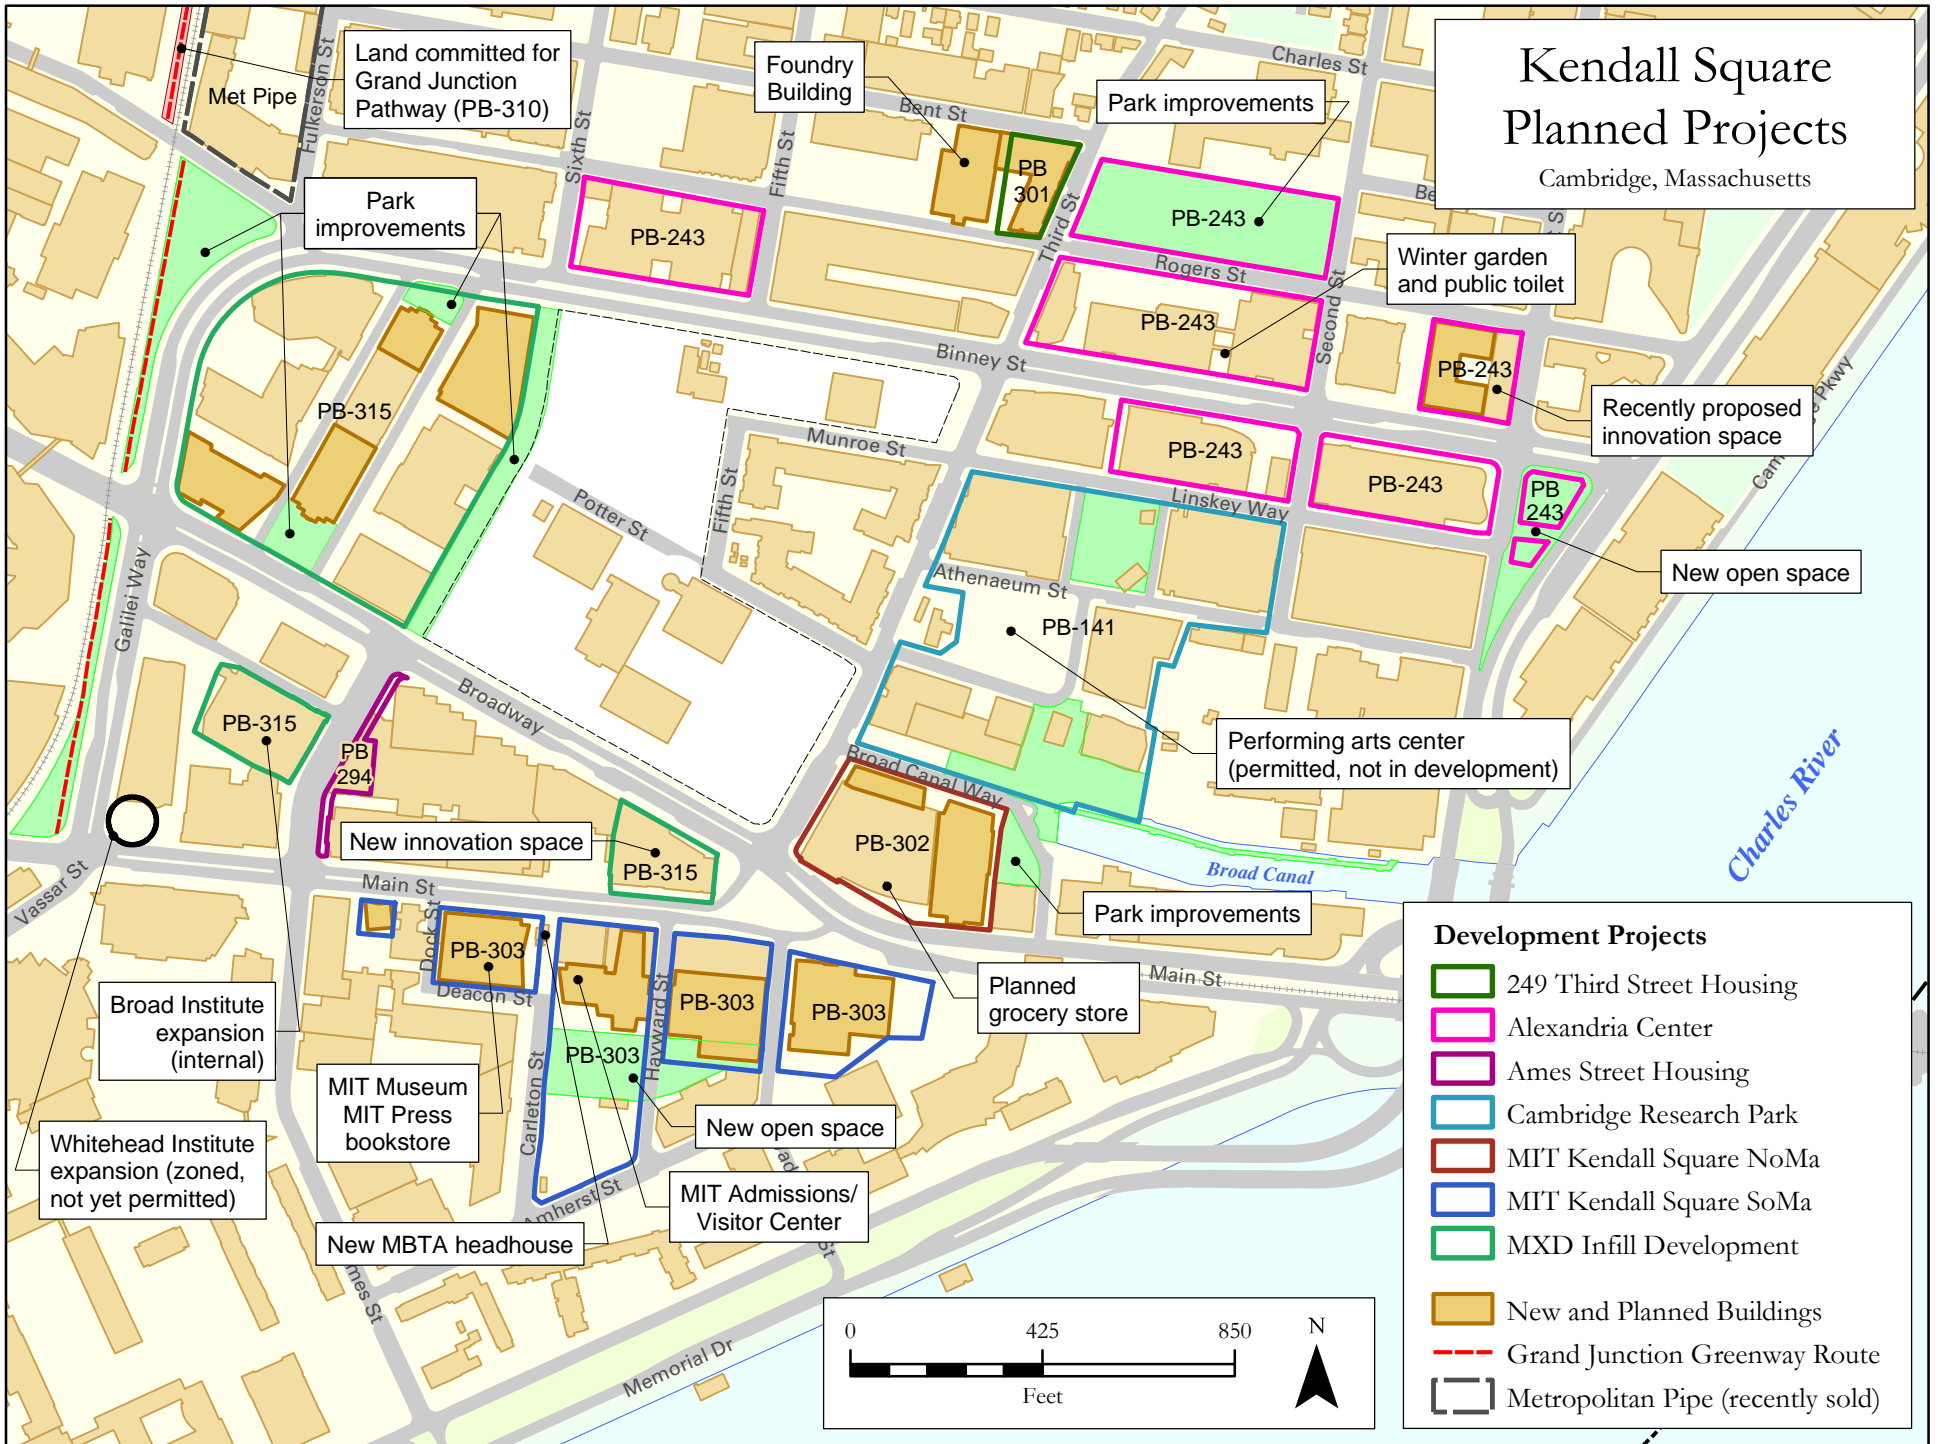 Kendall Square
Planned Projects
Cambridge, Massachusetts
Land committed for
Grand Junction
Pathway (PB-310)
Met Pipe
Fulkerson St
Sixth St
Fifth St
Foundry
Building
Bent St
Charles St
Park improvements
PB
301
Third St
PB-243
PB-243
Rogers St
Winter garden
and public toilet
Park
improvements
PB-243
Second St
Binney St
PB-243
Recently proposed
innovation space
PB-315
Munroe St
PB-243
PB-243
Linskey Way
PB
243
New open space
Potter St
Fifth St
Athenaeum St
PB-141
Galilei Way
Broadway
PB-315
PB
294
Performing arts center
(permitted, not in development)
Broad Canal Way
Charles River
New innovation space
PB-315
PB-302
Broad Canal
Park improvements
Vassar St
Main St
Dock St
PB-303
Deacon St
Hayward St
PB-303
PB-303
PB-303
Main St
Planned
grocery store
Broad Institute
expansion
(internal)
MIT Museum
MIT Press
bookstore
Carleton St
New open space
Whitehead Institute
expansion (zoned,
not yet permitted)
MIT Admissions/
Visitor Center
Amherst St
New MBTA headhouse
Memorial Dr
0 425 850
Feet
N
Development Projects
249 Third Street Housing
Alexandria Center
Ames Street Housing
Cambridge Research Park
MIT Kendall Square NoMa
MIT Kendall Square SoMa
MXD Infill Development
New and Planned Buildings
Grand Junction Greenway Route
Metropolitan Pipe (recently sold)